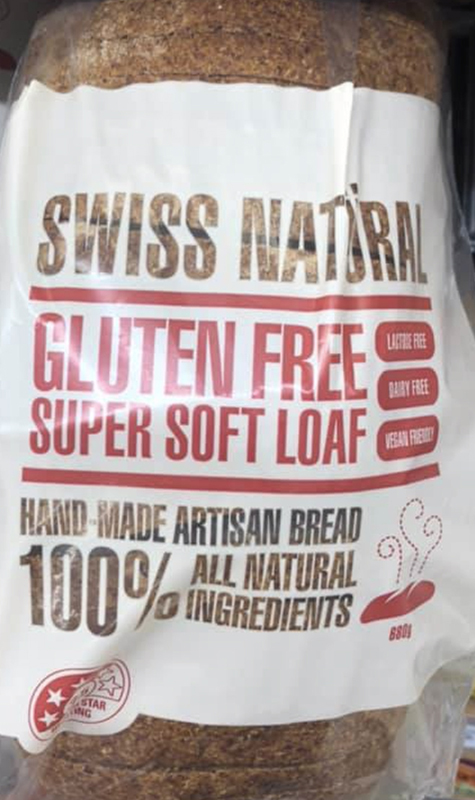 SWISS NATURAL
GLUTEN FREE
SUPER SOFT LOAF
LACTOSE FREE
DAIRY FREE
VEGAN FRIENDLY
HAND-MADE ARTISAN BREAD
100% ALL NATURAL
INGREDIENTS
680g
STAR